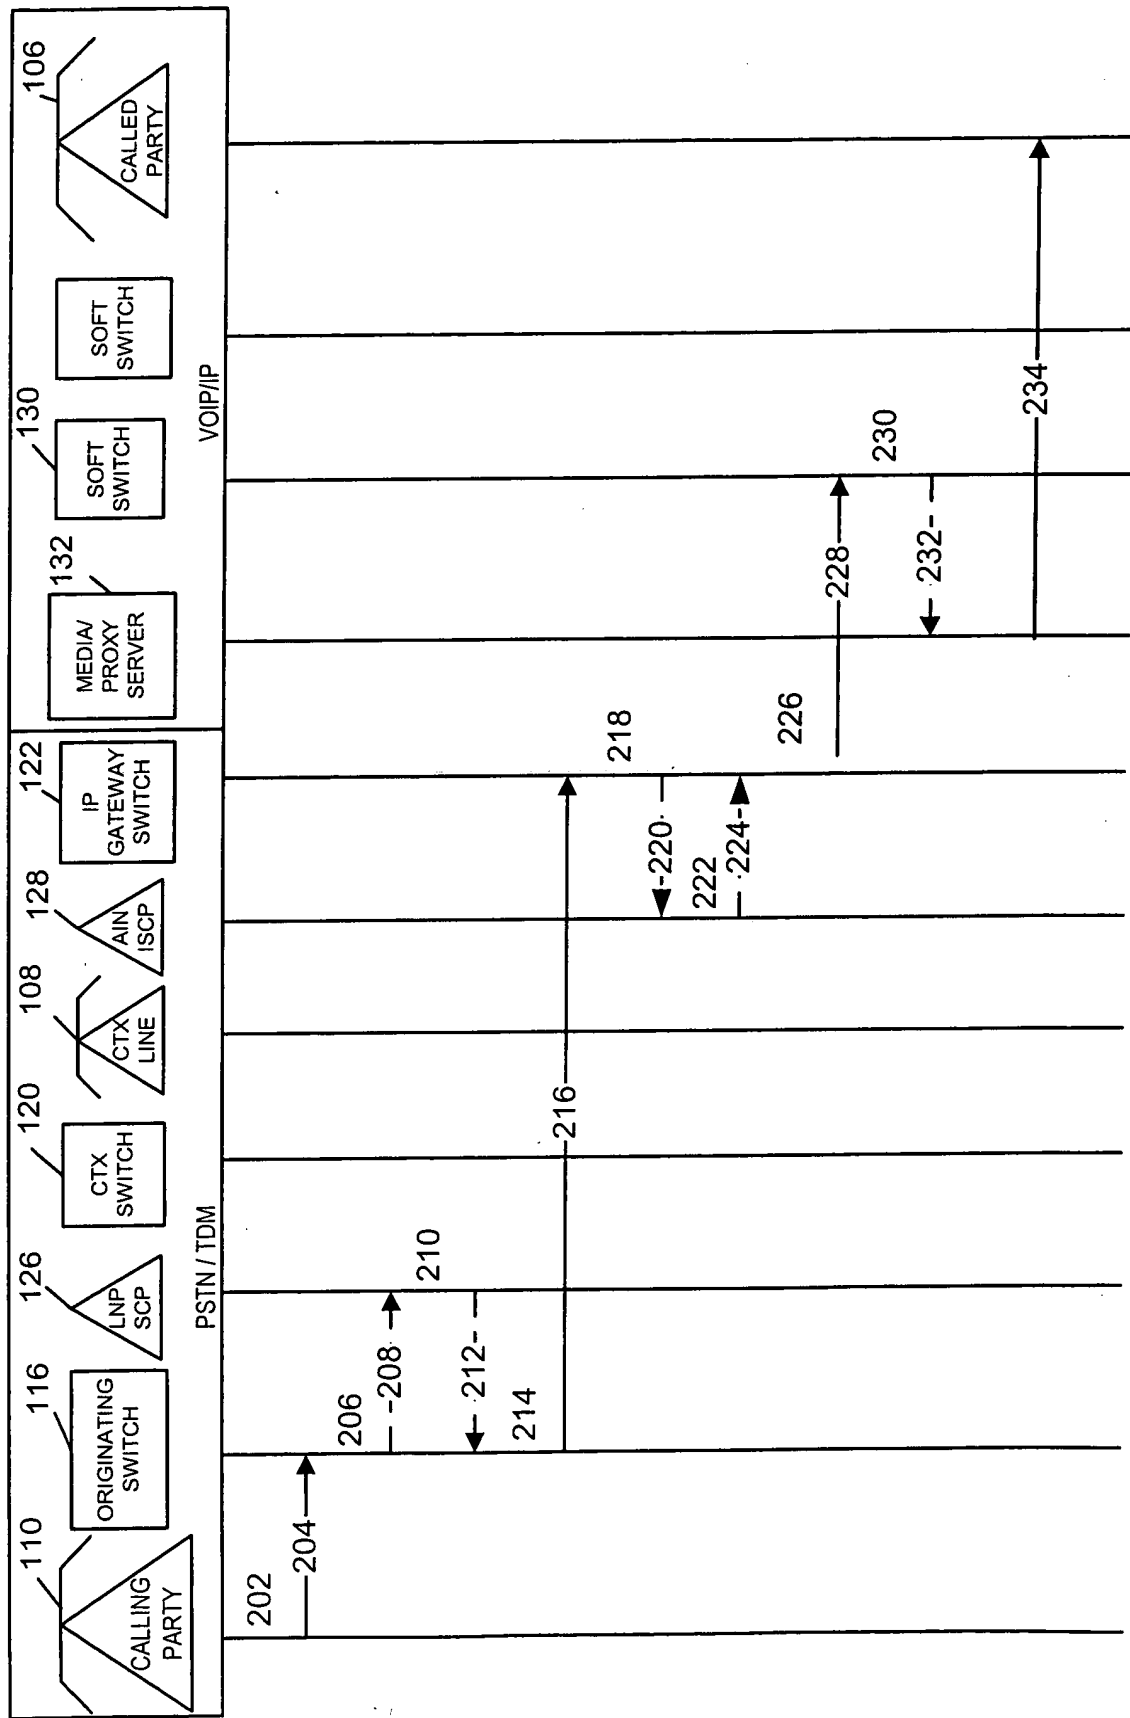 110
116
126
120
108
128
122
132
130
106
CALLING
PARTY
ORIGINATING
SWITCH
LNP
SCP
CTX
SWITCH
CTX
LINE
AIN
ISCP
IP
GATEWAY
SWITCH
MEDIA/
PROXY
SERVER
SOFT
SWITCH
SOFT
SWITCH
CALLED
PARTY
PSTN / TDM
VOIP/IP
202
204
206
208
210
212
214
216
218
220
222
224
226
228
230
232
234